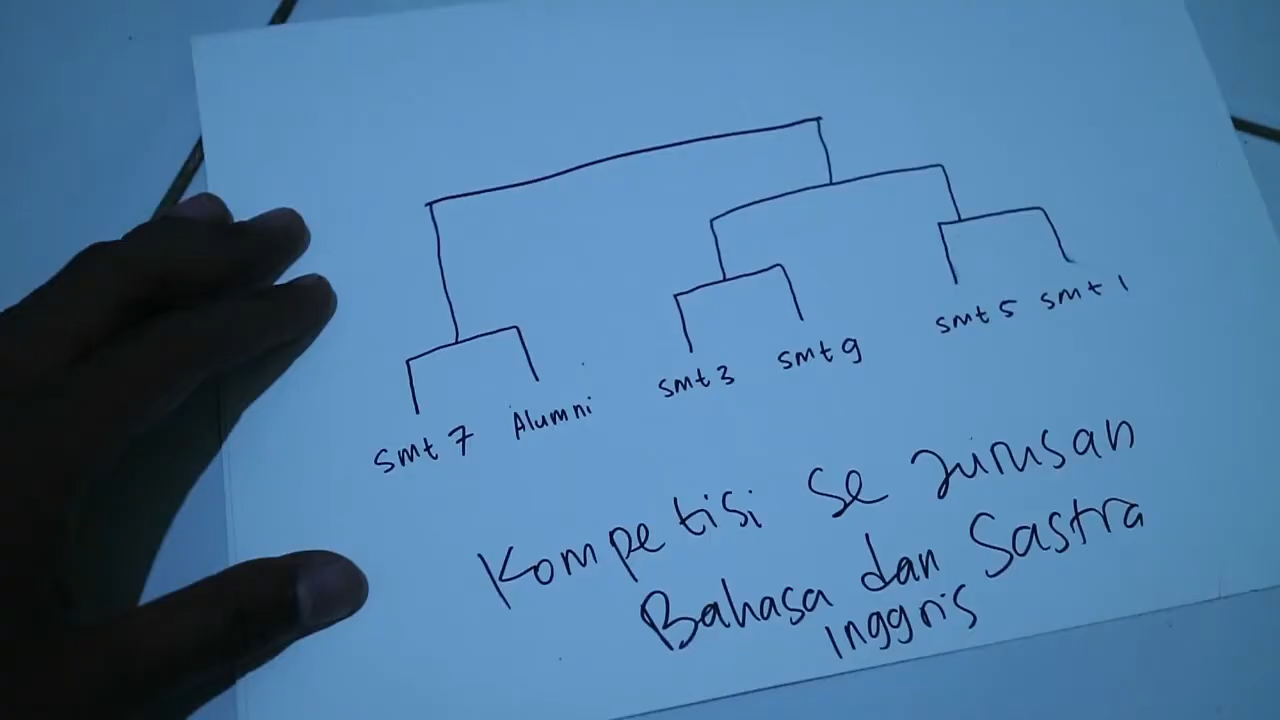 smt 7 Alumni smt 3 smt 9 smt 5 smt 1
Kompetisi se Jurusan
Bahasa dan Sastra
Inggris